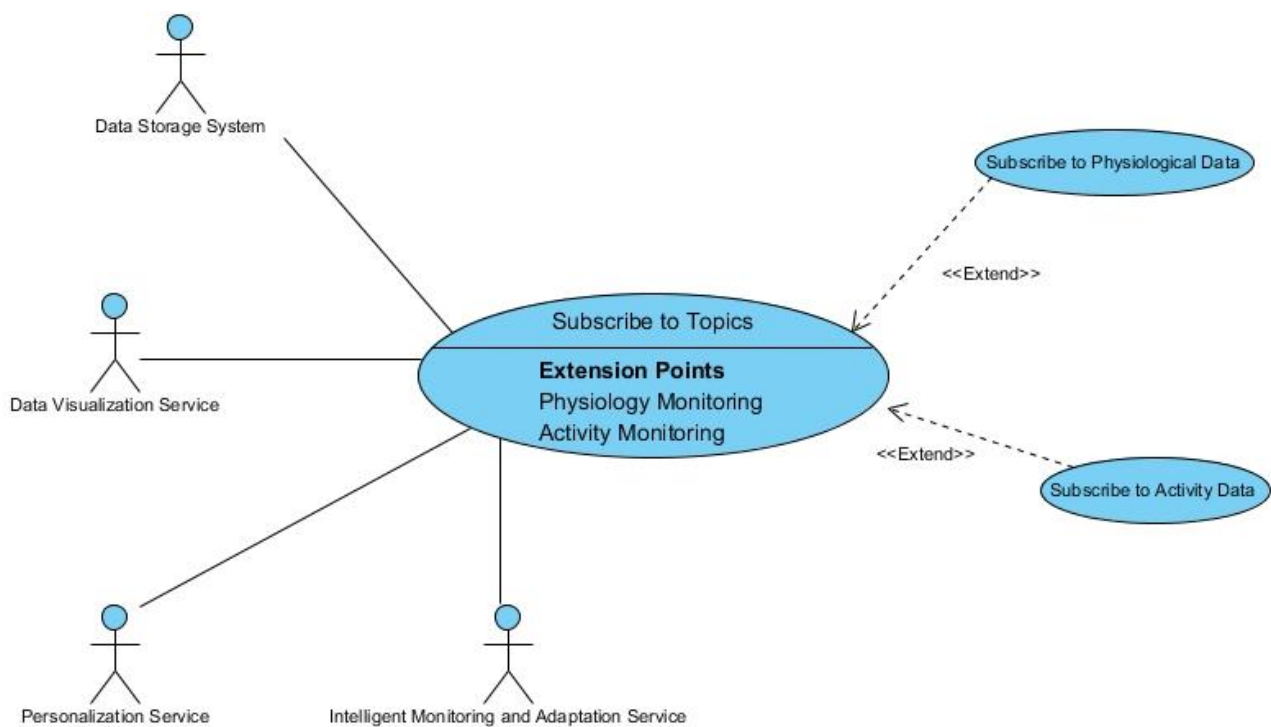 Data Storage System
Subscribe to Physiological Data
<<Extend>>
Subscribe to Topics
Extension Points
Physiology Monitoring
Activity Monitoring
Data Visualization Service
<<Extend>>
Subscribe to Activity Data
Personalization Service
Intelligent Monitoring and Adaptation Service